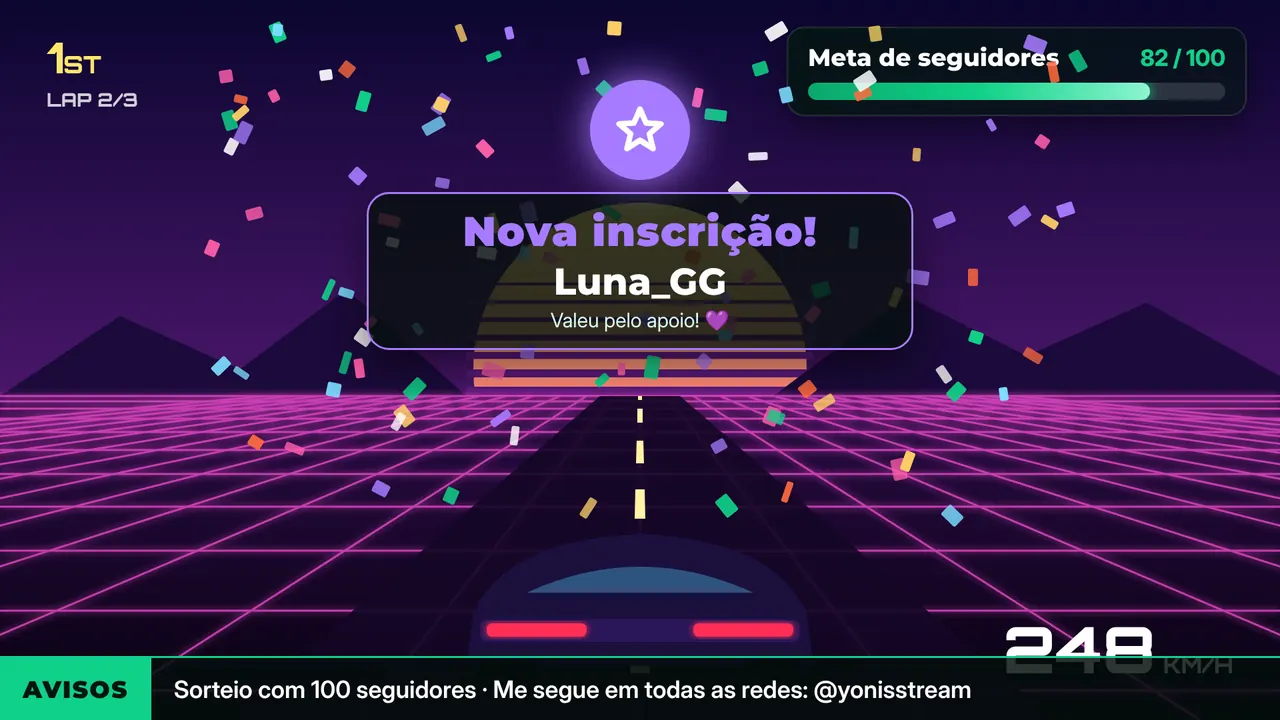 1ST
LAP 2/3
Meta de seguidores 82 / 100
Nova inscrição!
Luna_GG
Valeu pelo apoio! 💜
248 KM/H
AVISOS Sorteio com 100 seguidores · Me segue em todas as redes: @yonisstream